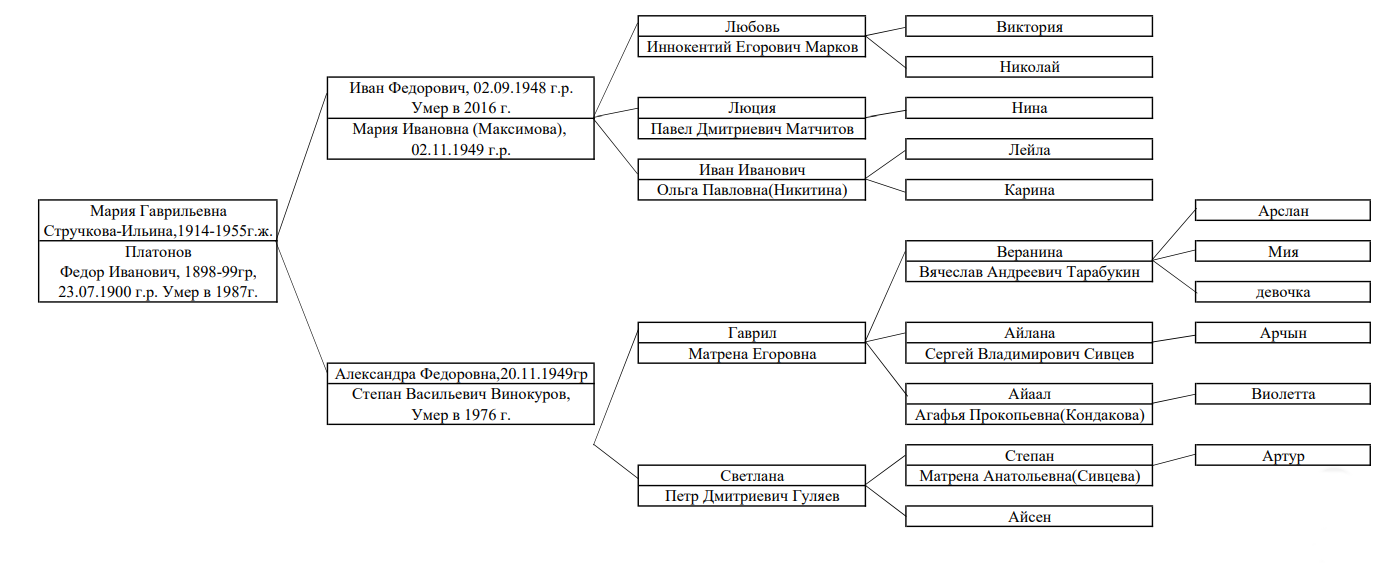 Мария Гаврильевна
Стручкова-Ильина,1914-1955г.ж.
Платонов
Федор Иванович, 1898-99гр,
23.07.1900 г.р. Умер в 1987г.
Иван Федорович, 02.09.1948 г.р.
Умер в 2016 г.
Мария Ивановна (Максимова),
02.11.1949 г.р.
Александра Федоровна,20.11.1949гр
Степан Васильевич Винокуров,
Умер в 1976 г.
Любовь
Иннокентий Егорович Марков
Люция
Павел Дмитриевич Матчитов
Иван Иванович
Ольга Павловна(Никитина)
Гаврил
Матрена Егоровна
Светлана
Петр Дмитриевич Гуляев
Виктория
Николай
Нина
Лейла
Карина
Веранина
Вячеслав Андреевич Тарабукин
Айлана
Сергей Владимирович Сивцев
Айаал
Агафья Прокопьевна(Кондакова)
Степан
Матрена Анатольевна(Сивцева)
Айсен
Арслан
Мия
девочка
Арчын
Виолетта
Артур